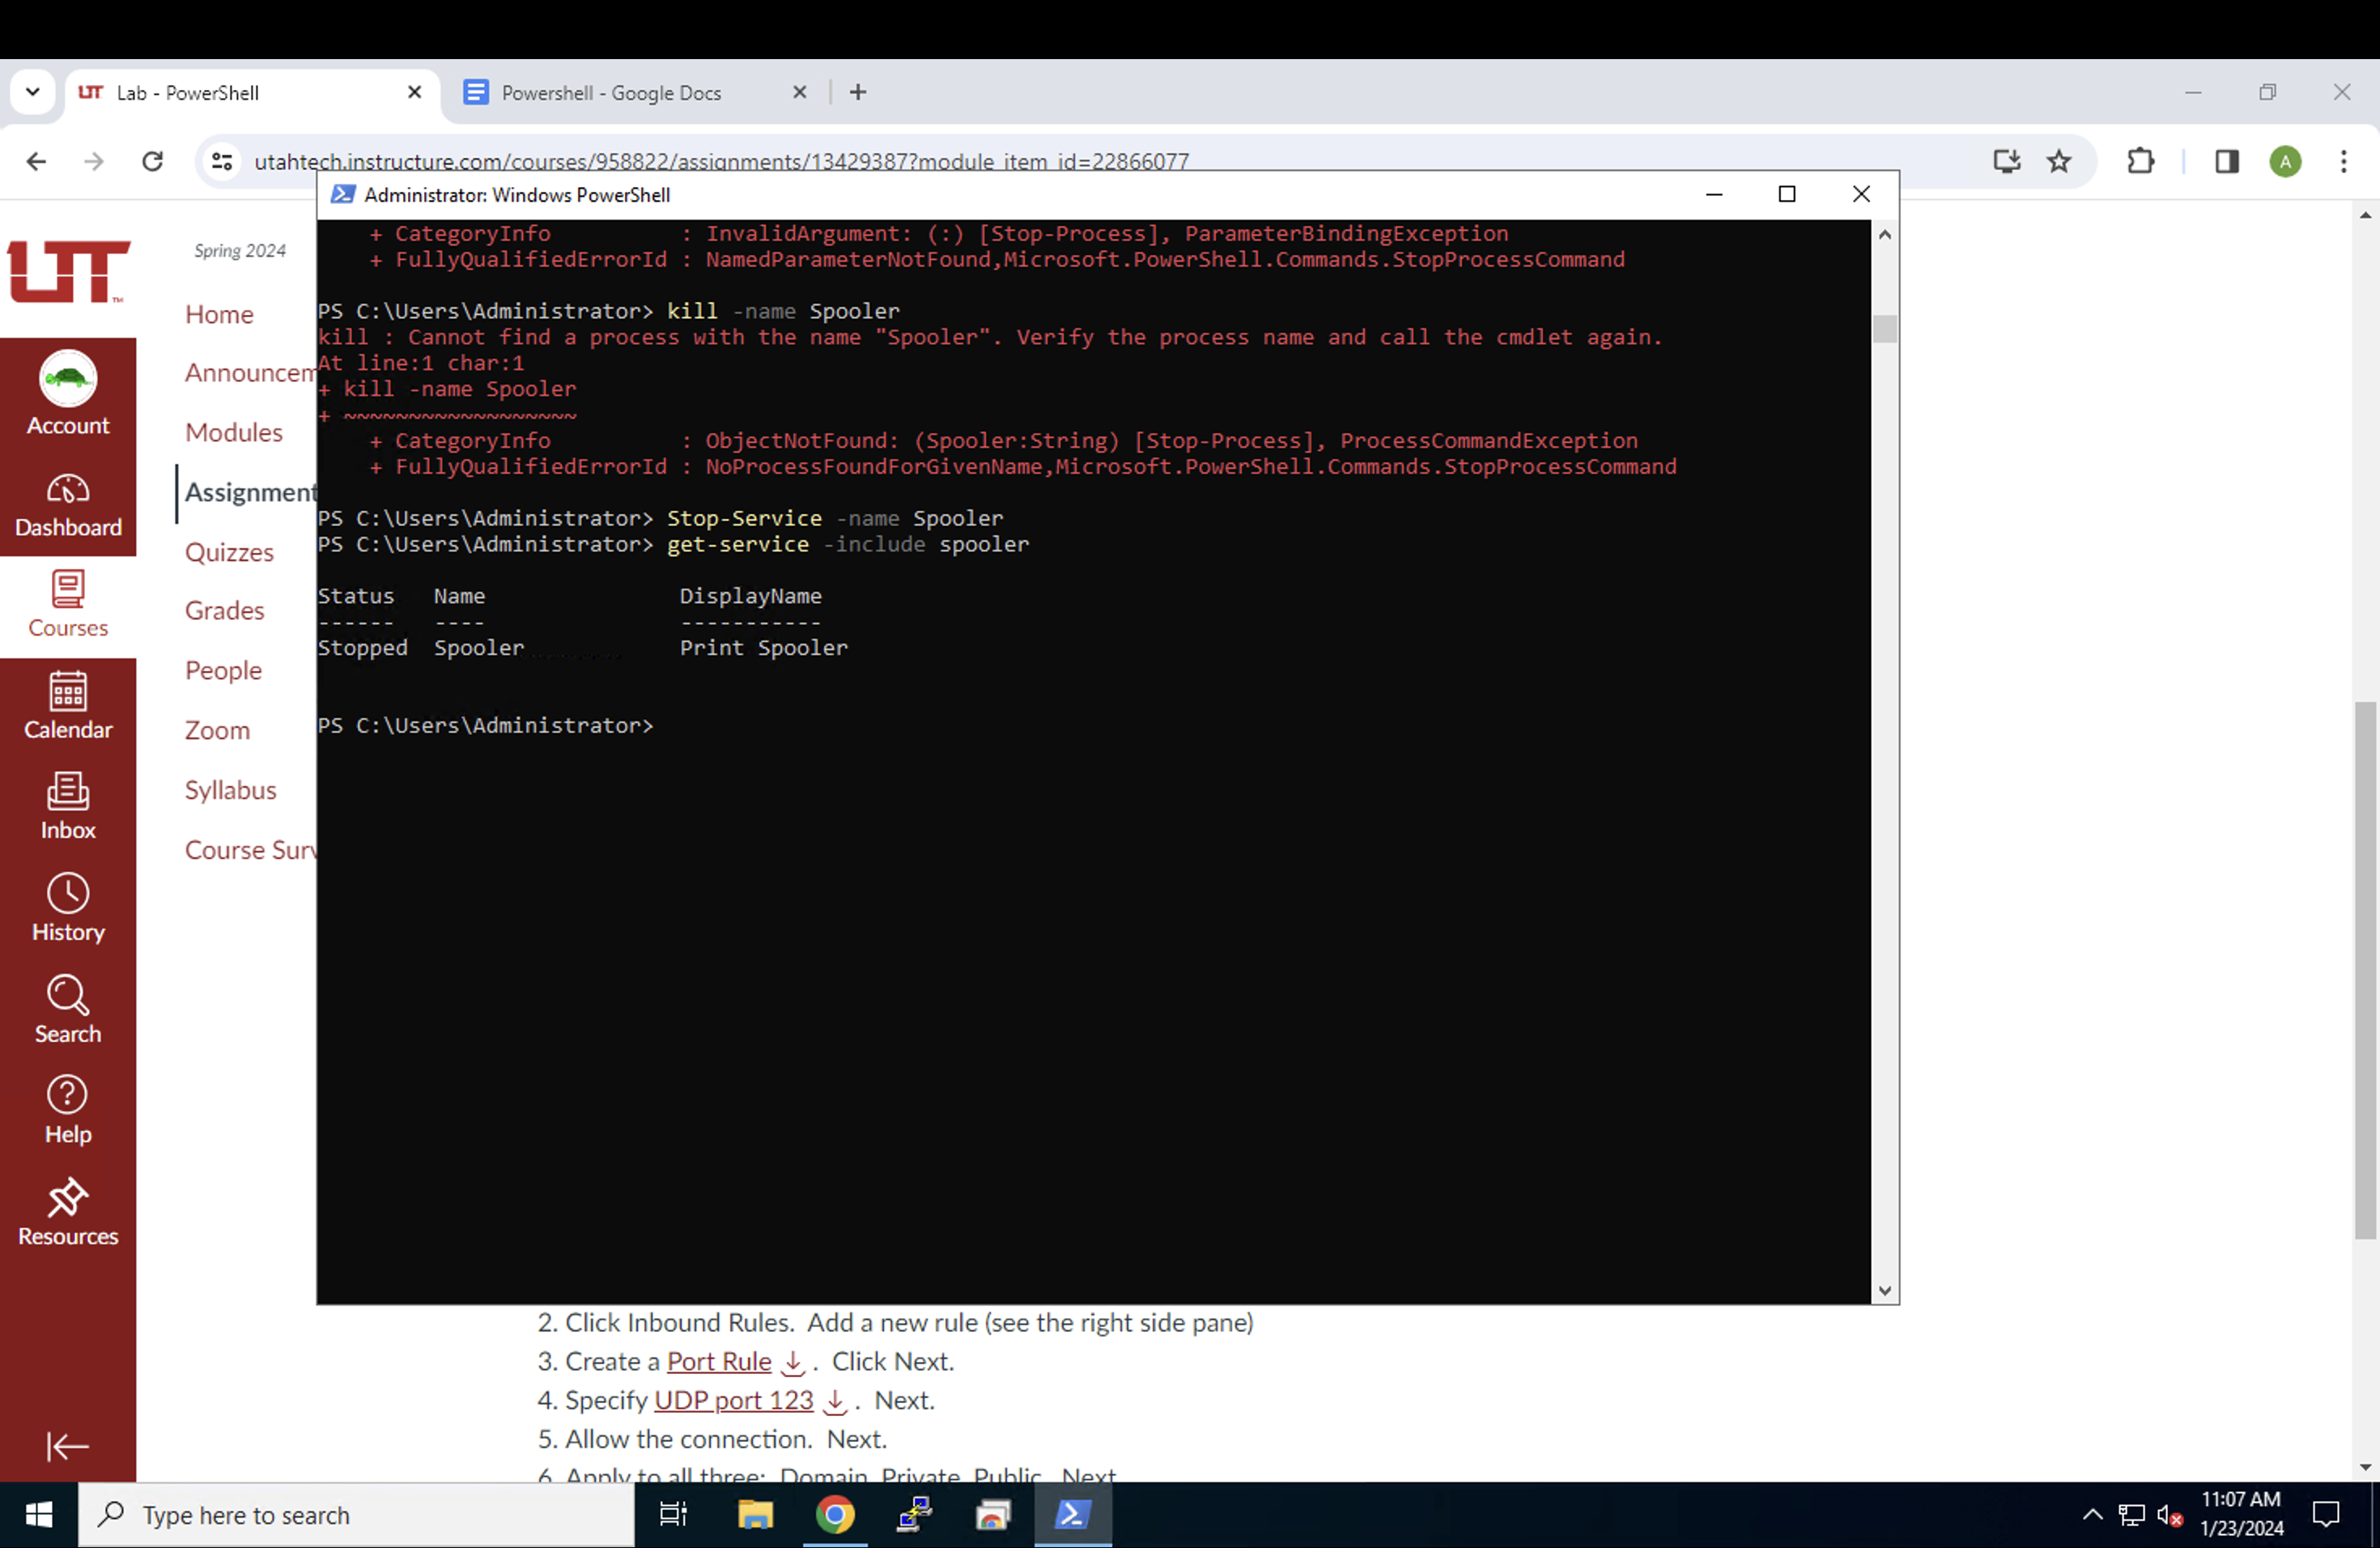 Lab - PowerShell
Powershell - Google Docs
utahtech.instructure.com/courses/958822/assignments/13429387?module_item_id=22866077
A
Administrator: Windows PowerShell
    + CategoryInfo          : InvalidArgument: (:) [Stop-Process], ParameterBindingException
    + FullyQualifiedErrorId : NamedParameterNotFound,Microsoft.PowerShell.Commands.StopProcessCommand
PS C:\Users\Administrator> kill -name Spooler
kill : Cannot find a process with the name "Spooler". Verify the process name and call the cmdlet again.
At line:1 char:1
+ kill -name Spooler
+ ~~~~~~~~~~~~~~~~~~
    + CategoryInfo          : ObjectNotFound: (Spooler:String) [Stop-Process], ProcessCommandException
    + FullyQualifiedErrorId : NoProcessFoundForGivenName,Microsoft.PowerShell.Commands.StopProcessCommand
PS C:\Users\Administrator> Stop-Service -name Spooler
PS C:\Users\Administrator> get-service -include spooler
Status   Name               DisplayName
------   ----               -----------
Stopped  Spooler            Print Spooler
PS C:\Users\Administrator>
UT
Account
Dashboard
Courses
Calendar
Inbox
History
Search
Help
Resources
Spring 2024
Home
Announcem
Modules
Assignment
Quizzes
Grades
People
Zoom
Syllabus
Course Surv
2. Click Inbound Rules.  Add a new rule (see the right side pane)
3. Create a Port Rule .  Click Next.
4. Specify UDP port 123 .  Next.
5. Allow the connection.  Next.
6. Apply to all three:  Domain, Private, Public.  Next
Type here to search
11:07 AM
1/23/2024